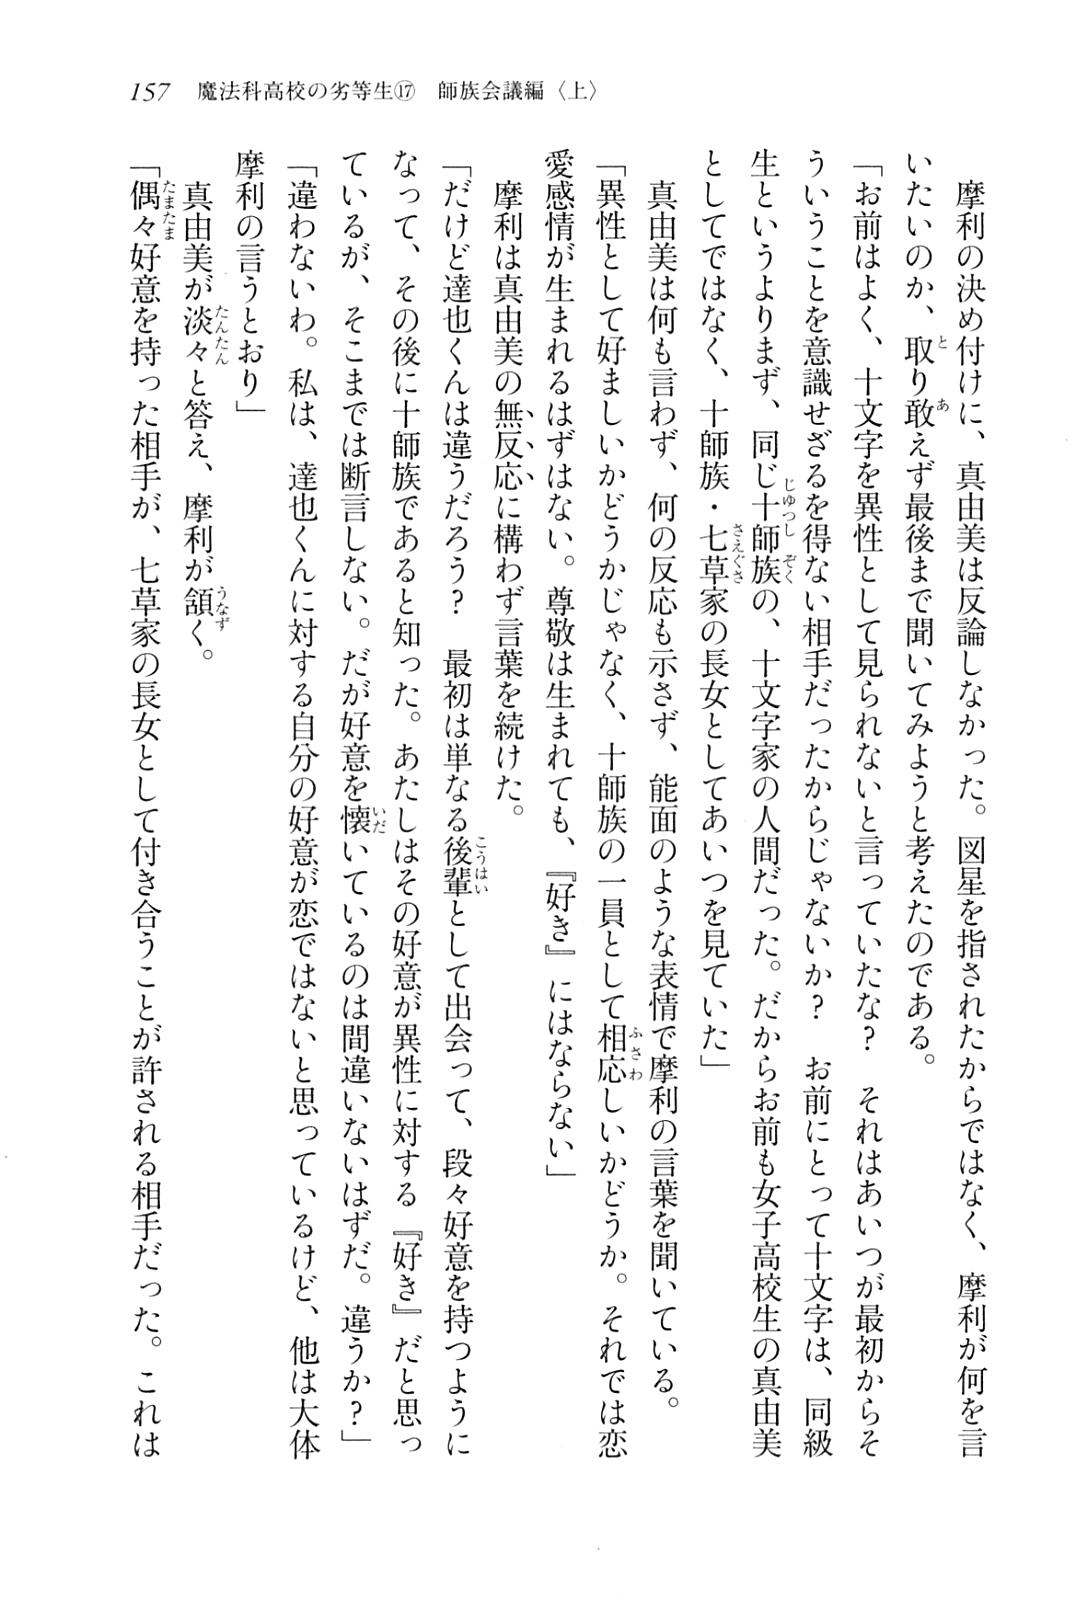 157　魔法科高校の劣等生⑰　師族会議編〈上〉
　摩利の決め付けに、真由美は反論しなかった。図星を指されたからではなく、摩利が何を言
いたいのか、取り敢えず最後まで聞いてみようと考えたのである。
「お前はよく、十文字を異性として見られないと言っていたな？　それはあいつが最初からそ
ういうことを意識せざるを得ない相手だったからじゃないか？　お前にとって十文字は、同級
生というよりまず、同じ十師族の、十文字家の人間だった。だからお前も女子高校生の真由美
としてではなく、十師族・七草家の長女としてあいつを見ていた」
　真由美は何も言わず、何の反応も示さず、能面のような表情で摩利の言葉を聞いている。
「異性として好ましいかどうかじゃなく、十師族の一員として相応しいかどうか。それでは恋
愛感情が生まれるはずはない。尊敬は生まれても、『好き』にはならない」
　摩利は真由美の無反応に構わず言葉を続けた。
「だけど達也くんは違うだろう？　最初は単なる後輩として出会って、段々好意を持つように
なって、その後に十師族であると知った。あたしはその好意が異性に対する『好き』だと思っ
ているが、そこまでは断言しない。だが好意を懐いているのは間違いないはずだ。違うか？」
「違わないわ。私は、達也くんに対する自分の好意が恋ではないと思っているけど、他は大体
摩利の言うとおり」
　真由美が淡々と答え、摩利が頷く。
「偶々好意を持った相手が、七草家の長女として付き合うことが許される相手だった。これは